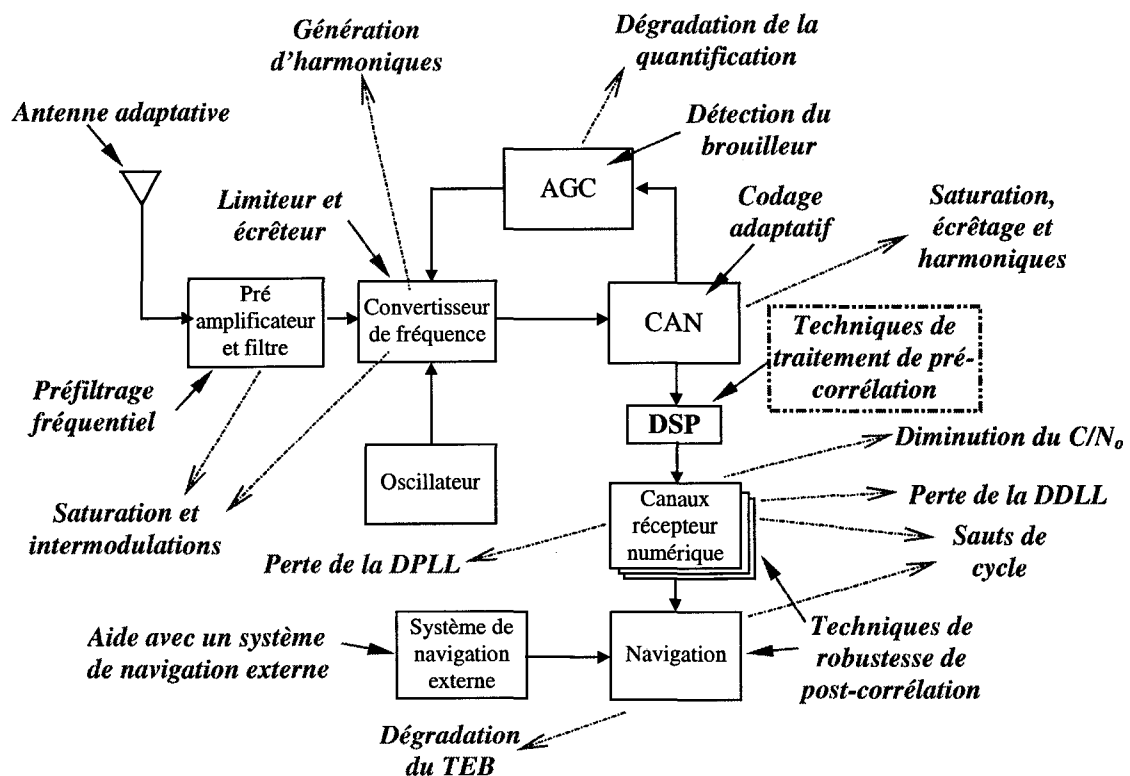 Génération
d'harmoniques
Dégradation de la
quantification
Antenne adaptative
Détection du
brouilleur
AGC
Limiteur et
écrêteur
Codage
adaptatif
Saturation,
écrêtage et
harmoniques
Pré
amplificateur
et filtre
Convertisseur
de fréquence
CAN
Techniques de
traitement de pré-
corrélation
Préfiltrage
fréquentiel
DSP
Diminution du C/No
Oscillateur
Canaux
récepteur
numérique
Perte de la DDLL
Saturation et
intermodulations
Perte de la DPLL
Sauts de
cycle
Aide avec un système
de navigation externe
Système de
navigation
externe
Navigation
Techniques de
robustesse de
post-corrélation
Dégradation
du TEB